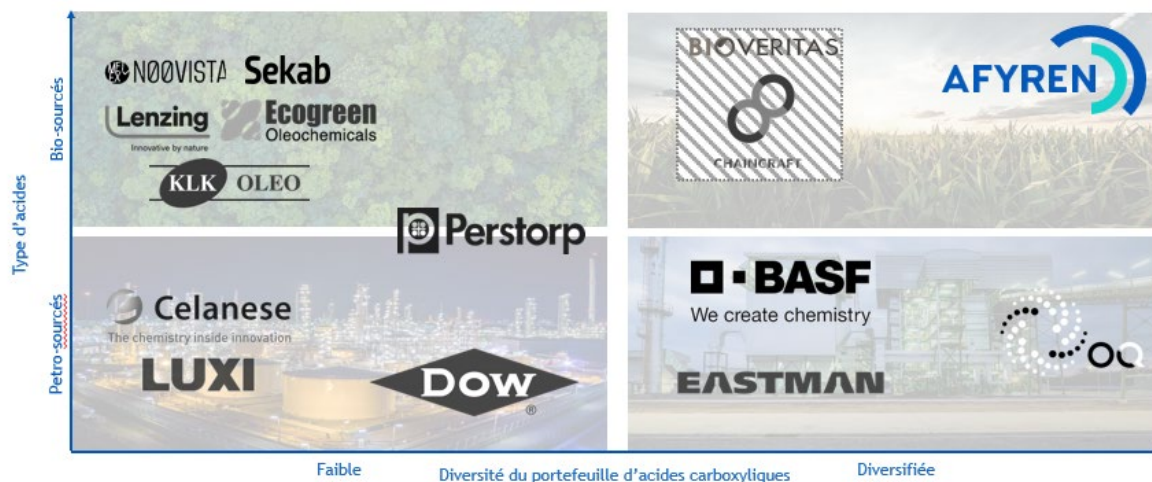 Type d'acides
Bio-sourcés
NØØVISTA
Sekab
Lenzing
Innovative by nature
Ecogreen
Oleochemicals
KLK OLEO
BIOVERITAS
CHAINCRAFT
AFYREN
Perstorp
Petro-sourcés
Celanese
The chemistry inside innovation
LUXI
DOW
®
BASF
We create chemistry
EASTMAN
OQ
Faible
Diversité du portefeuille d'acides carboxyliques
Diversifiée